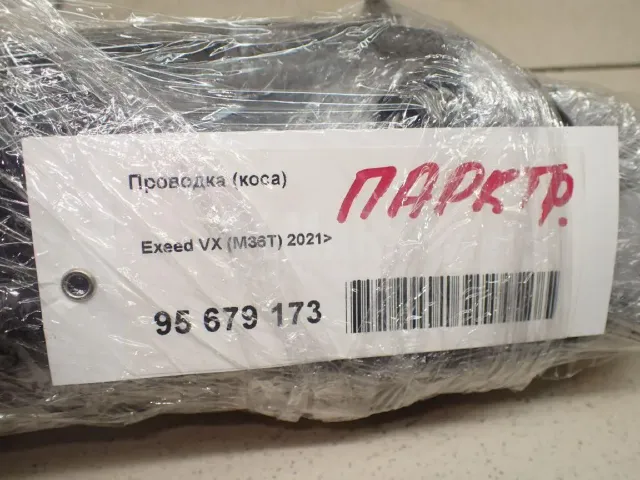 Проводка (коса)
ПАРКТР.
Exeed VX (M36T) 2021>
95 679 173